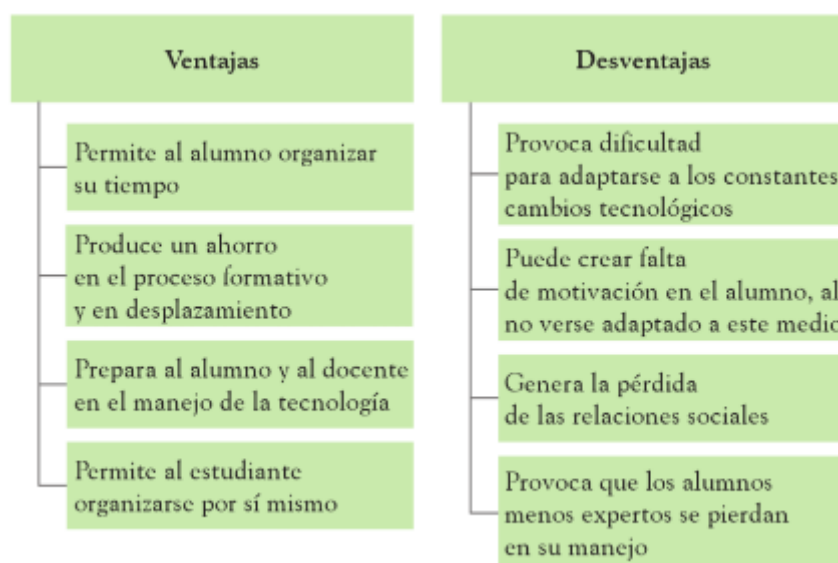 Ventajas
Permite al alumno organizar
su tiempo
Produce un ahorro
en el proceso formativo
y en desplazamiento
Prepara al alumno y al docente
en el manejo de la tecnología
Permite al estudiante
organizarse por sí mismo
Desventajas
Provoca dificultad
para adaptarse a los constantes
cambios tecnológicos
Puede crear falta
de motivación en el alumno, al
no verse adaptado a este medio
Genera la pérdida
de las relaciones sociales
Provoca que los alumnos
menos expertos se pierdan
en su manejo